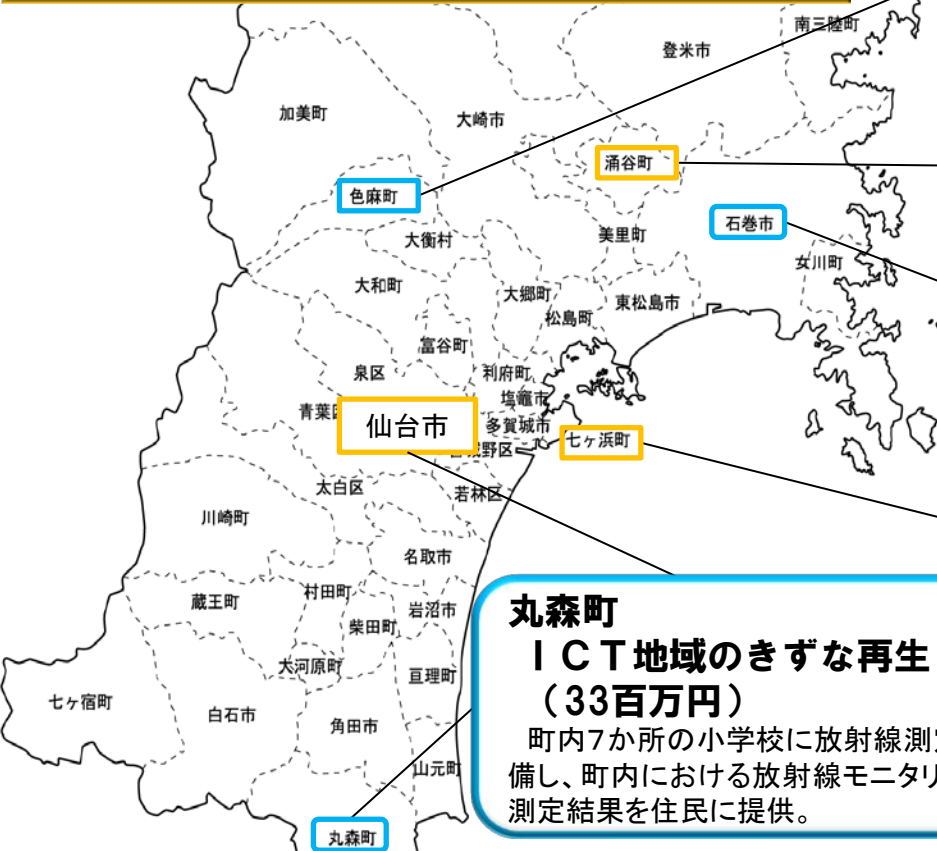 南三陸町
登米市
加美町
大崎市
涌谷町
色麻町
石巻市
大衡村
美里町
女川町
大和町
大郷町
東松島市
松島町
富谷町
泉区
利府町
塩竈市
青葉区
仙台市
多賀城市
七ヶ浜町
宮城野区
太白区
若林区
川崎町
名取市
蔵王町
村田町
岩沼市
柴田町
大河原町
亘理町
七ヶ宿町
白石市
角田市
山元町
丸森町
丸森町
ICT地域のきずな再生
(33百万円)
町内7か所の小学校に放射線測
備し、町内における放射線モニタリ
測定結果を住民に提供。